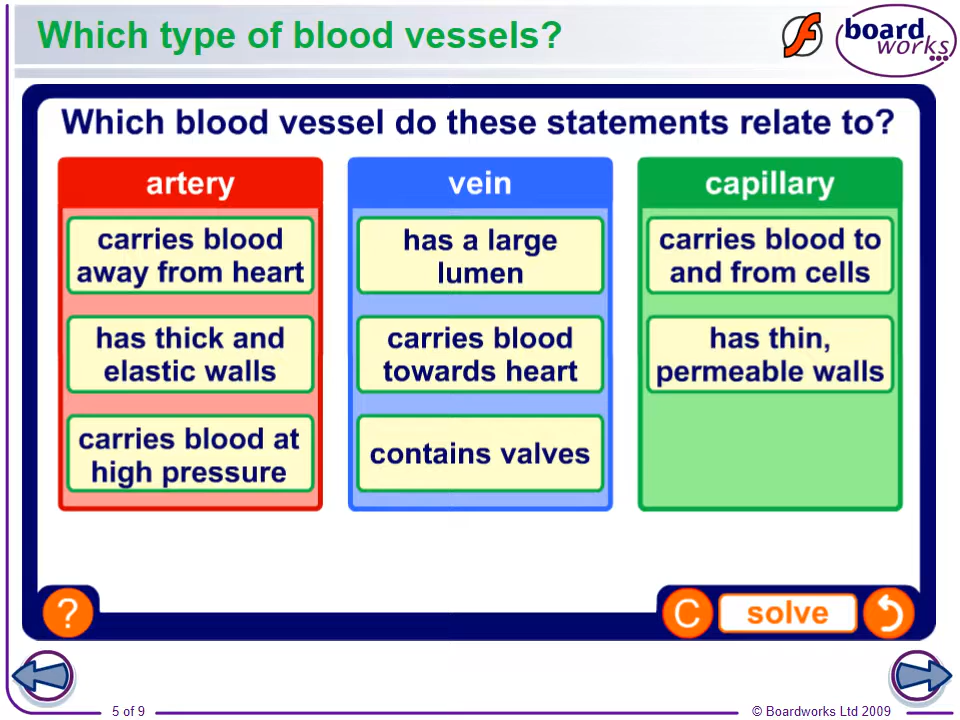 Which type of blood vessels?
board
works
Which blood vessel do these statements relate to?
artery
carries blood
away from heart
has thick and
elastic walls
carries blood at
high pressure
vein
has a large
lumen
carries blood
towards heart
contains valves
capillary
carries blood to
and from cells
has thin,
permeable walls
?
C
solve
5 of 9
© Boardworks Ltd 2009